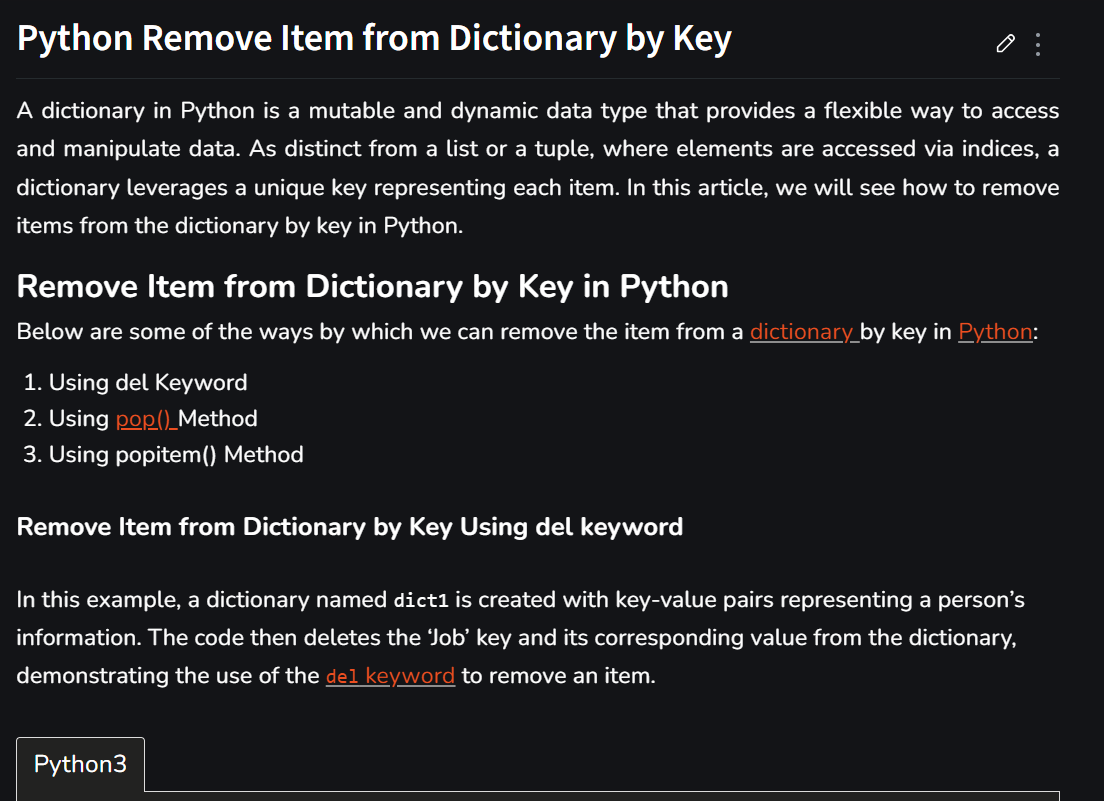 Python Remove Item from Dictionary by Key
A dictionary in Python is a mutable and dynamic data type that provides a flexible way to access
and manipulate data. As distinct from a list or a tuple, where elements are accessed via indices, a
dictionary leverages a unique key representing each item. In this article, we will see how to remove
items from the dictionary by key in Python.
Remove Item from Dictionary by Key in Python
Below are some of the ways by which we can remove the item from a dictionary by key in Python:
1. Using del Keyword
2. Using pop() Method
3. Using popitem() Method
Remove Item from Dictionary by Key Using del keyword
In this example, a dictionary named dict1 is created with key-value pairs representing a person’s
information. The code then deletes the ‘Job’ key and its corresponding value from the dictionary,
demonstrating the use of the del keyword to remove an item.
Python3